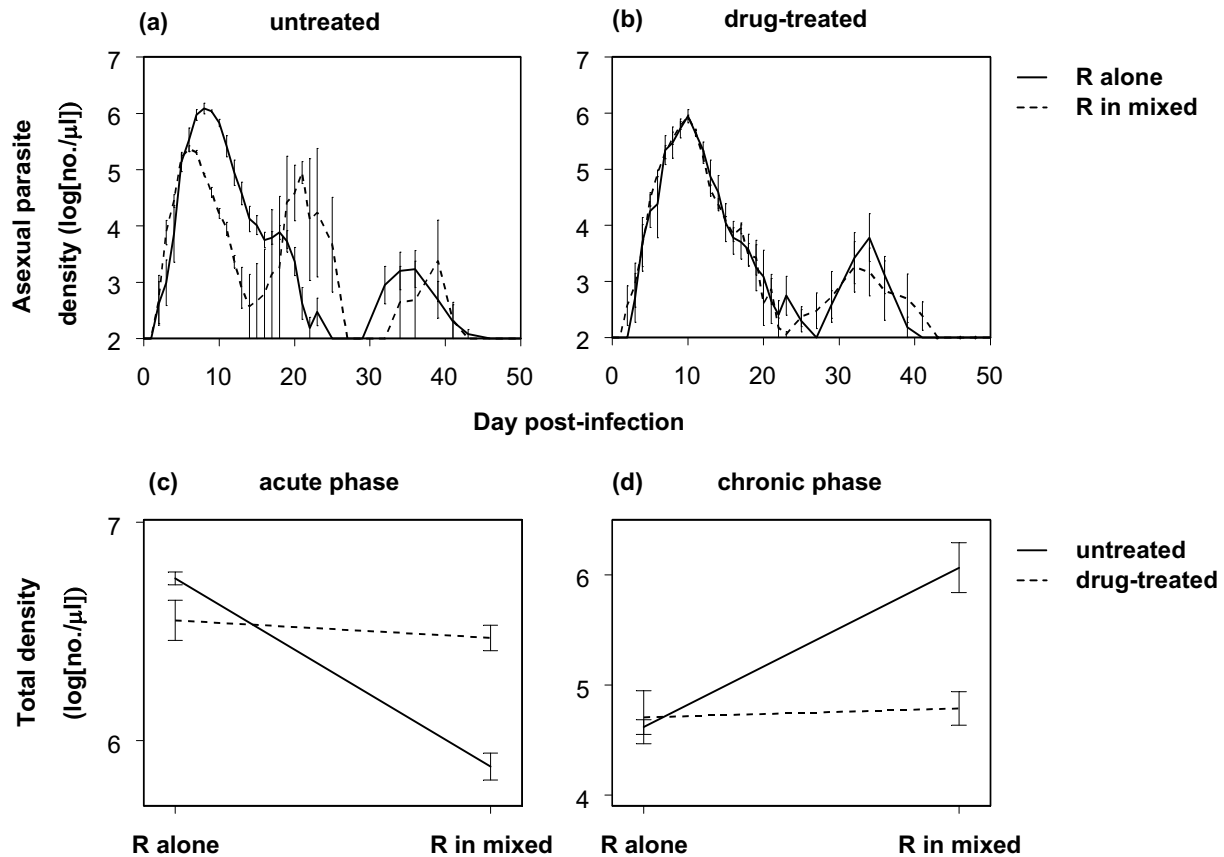 (a) untreated
(b) drug-treated
7
6
5
4
3
2
0 10 20 30 40 50
Asexual parasite
density (log[no./µl])
7
6
5
4
3
2
0 10 20 30 40 50
R alone
R in mixed
Day post-infection
(c) acute phase
(d) chronic phase
7
6
Total density
(log[no./µl])
R alone R in mixed
6
5
4
R alone R in mixed
untreated
drug-treated